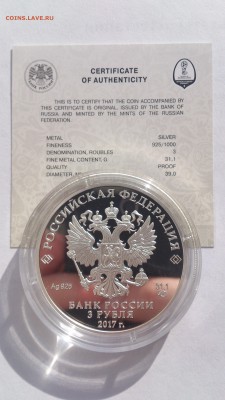 COINS.LAVE.RU
CERTIFICATE
OF AUTHENTICITY
THIS IS TO CERTIFY THAT THE COIN ACCOMPANIED
BY THIS CERTIFICATE IS ORIGINAL, ISSUED BY THE BANK OF
RUSSIA AND MINTED BY THE MINTS OF THE RUSSIAN
FEDERATION.
METAL SILVER
FINENESS 925/1000
DENOMINATION, ROUBLES 3
FINE METAL CONTENT, G 31,1
QUALITY PROOF
DIAMETER, 39,0
РОССИЙСКАЯ ФЕДЕРАЦИЯ
Ag 925 31,1
БАНК РОССИИ
3 РУБЛЯ
2017 г.